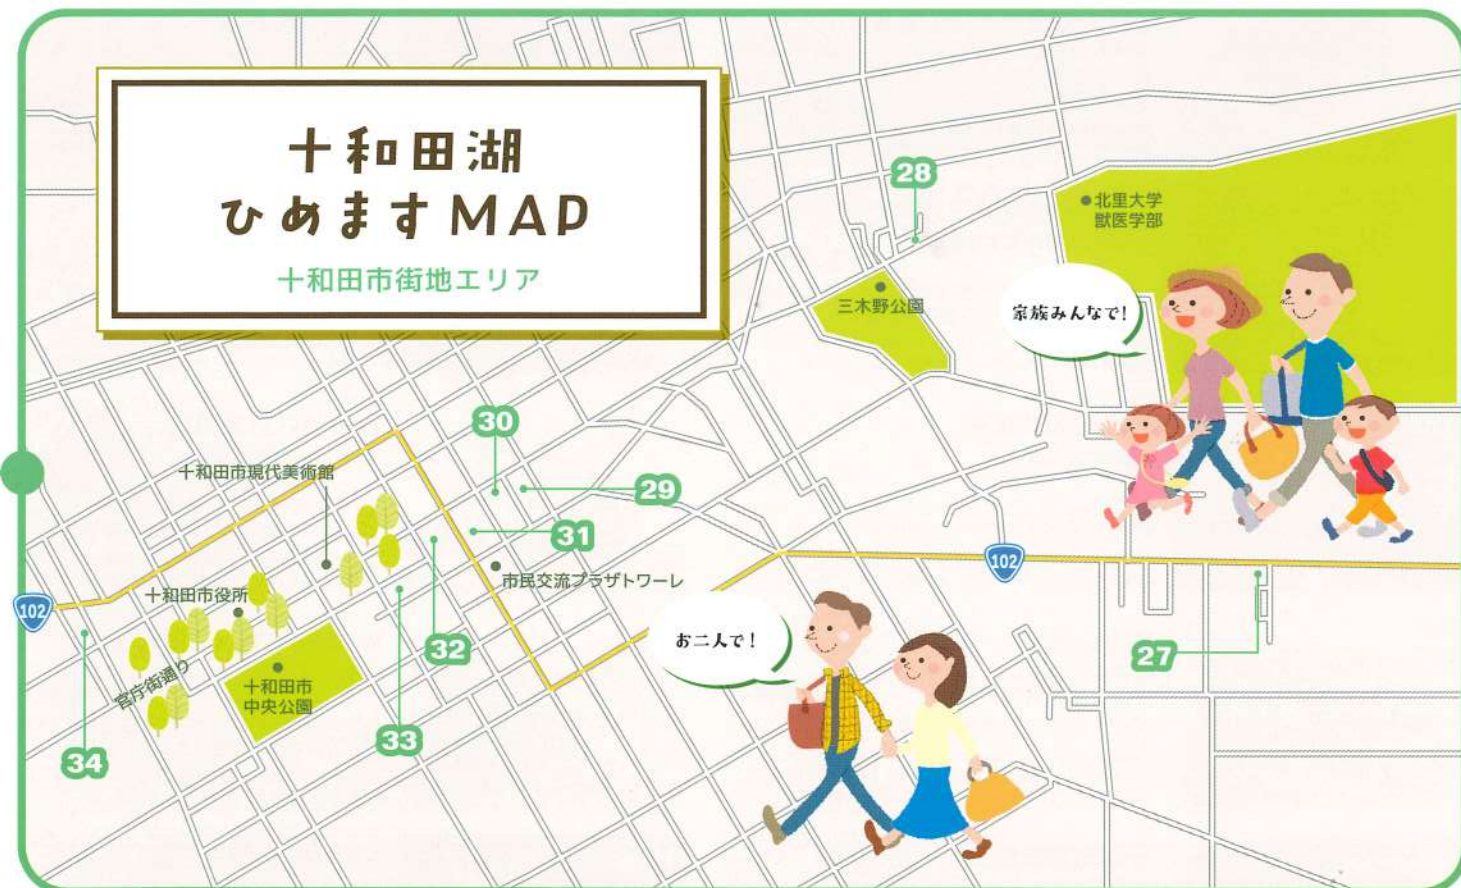 十和田湖
ひめますMAP
十和田市街地エリア
28
北里大学
獣医学部
三木野公園
家族みんなで!
30
十和田市現代美術館
29
31
102
市民交流プラザトワーレ
十和田市役所
102
お二人で!
32
27
官庁街通り
十和田市
中央公園
33
34